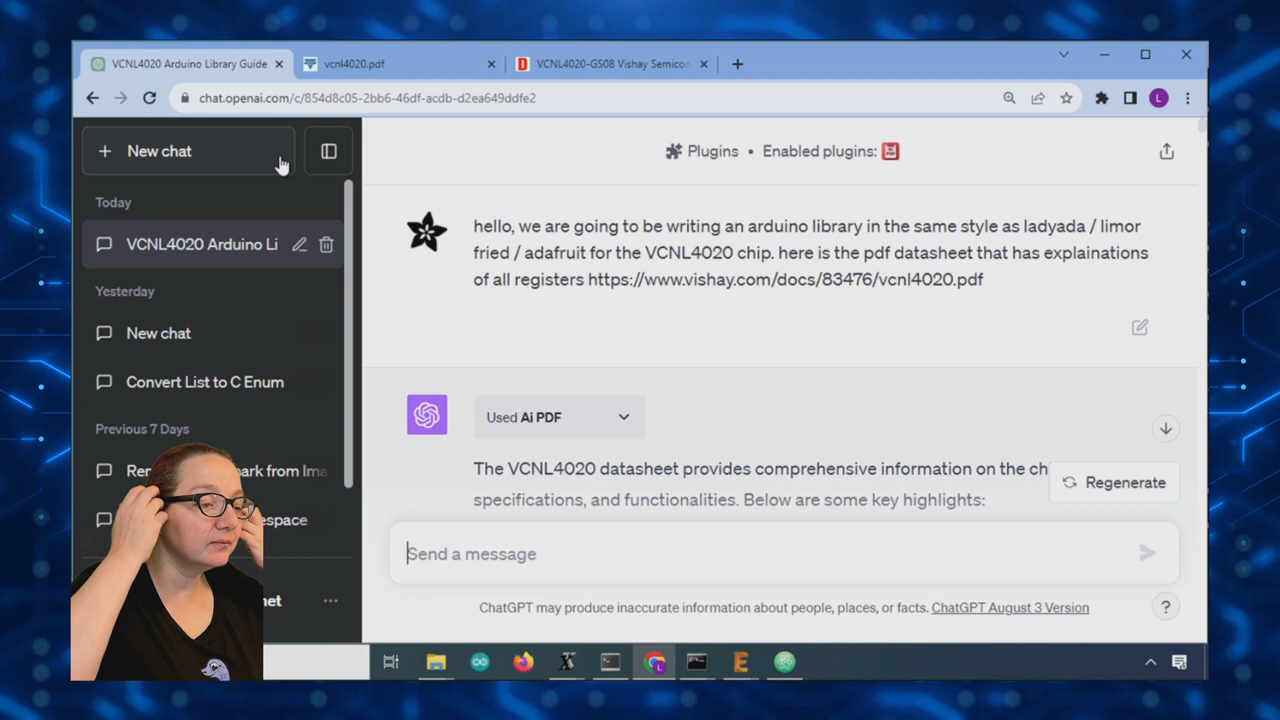 VCNL4020 Arduino Library Guide
vcnl4020.pdf
VCNL4020-GS08 Vishay Semicon
chat.openai.com/c/854d8c05-2bb6-46df-acdb-d2ea649ddfe2
L
New chat
Today
VCNL4020 Arduino Li
Yesterday
New chat
Convert List to C Enum
Previous 7 Days
Plugins • Enabled plugins:
hello, we are going to be writing an arduino library in the same style as ladyada / limor
fried / adafruit for the VCNL4020 chip. here is the pdf datasheet that has explainations
of all registers https://www.vishay.com/docs/83476/vcnl4020.pdf
Used Ai PDF
The VCNL4020 datasheet provides comprehensive information on the ch
specifications, and functionalities. Below are some key highlights:
Regenerate
Send a message
ChatGPT may produce inaccurate information about people, places, or facts. ChatGPT August 3 Version
?